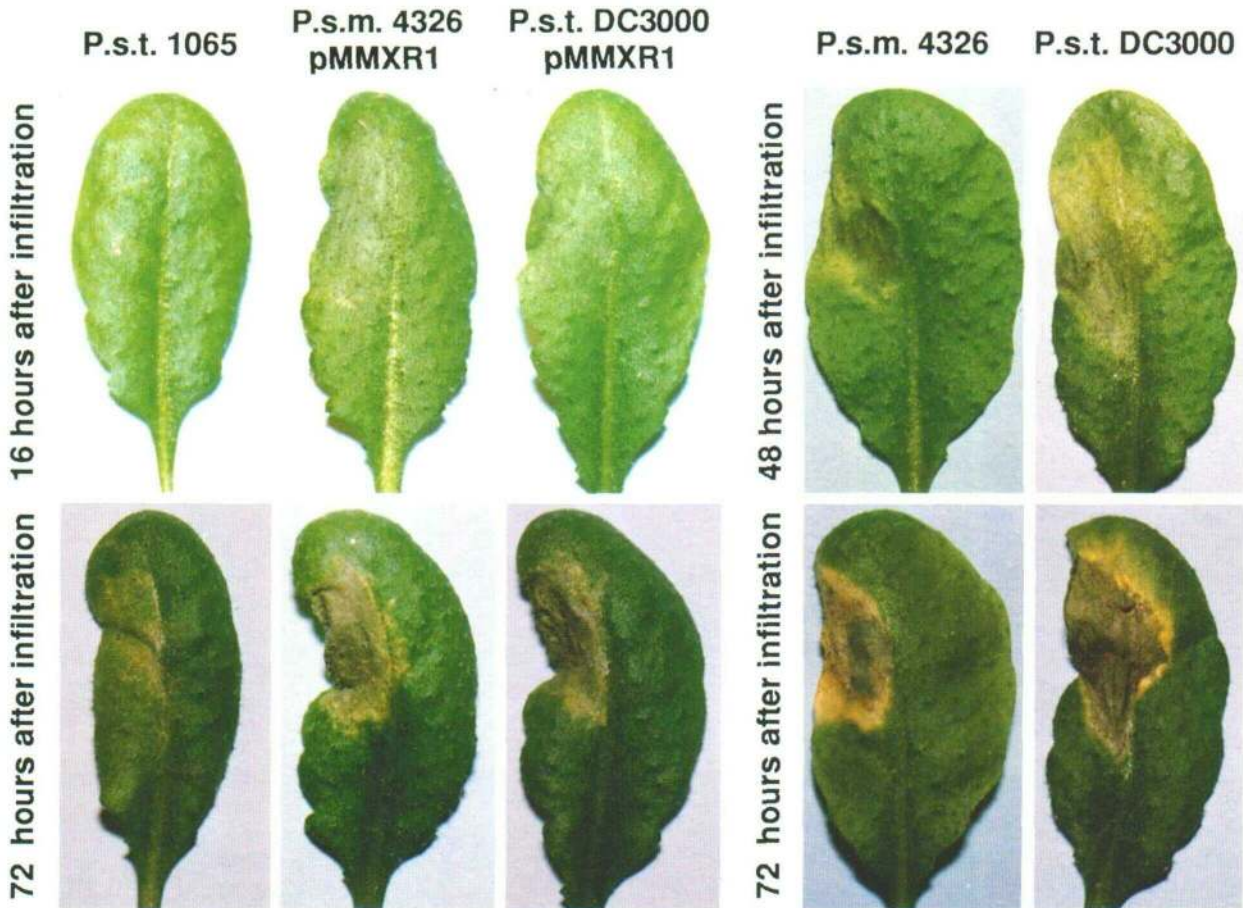 P.s.t. 1065
P.s.m. 4326
pMMXR1
P.s.t. DC3000
pMMXR1
P.s.m. 4326
P.s.t. DC3000
16 hours after infiltration
48 hours after infiltration
72 hours after infiltration
72 hours after infiltration